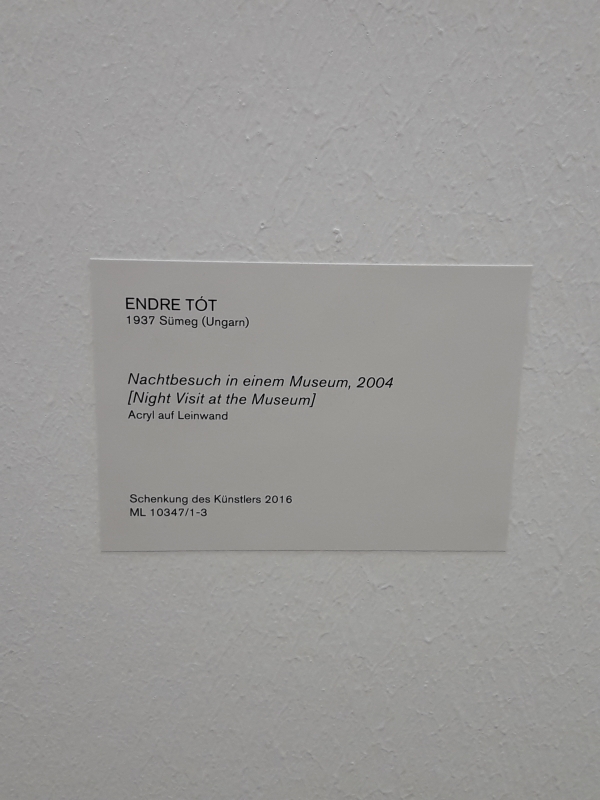 ENDRE TÓT
1937 Sümeg (Ungarn)
Nachtbesuch in einem Museum, 2004
[Night Visit at the Museum]
Acryl auf Leinwand
Schenkung des Künstlers 2016
ML 10347/1-3